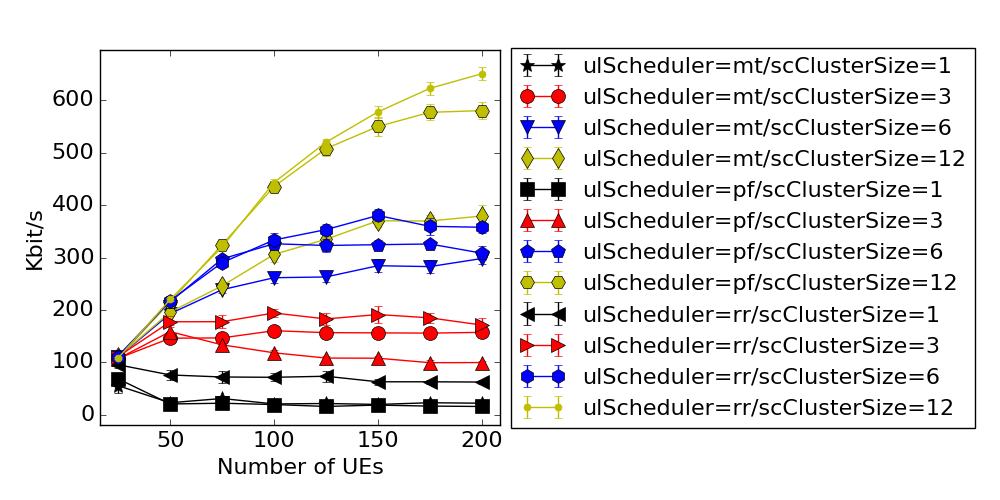 Kbit/s
600
500
400
300
200
100
0
50
100
150
200
Number of UEs
ulScheduler=mt/scClusterSize=1
ulScheduler=mt/scClusterSize=3
ulScheduler=mt/scClusterSize=6
ulScheduler=mt/scClusterSize=12
ulScheduler=pf/scClusterSize=1
ulScheduler=pf/scClusterSize=3
ulScheduler=pf/scClusterSize=6
ulScheduler=pf/scClusterSize=12
ulScheduler=rr/scClusterSize=1
ulScheduler=rr/scClusterSize=3
ulScheduler=rr/scClusterSize=6
ulScheduler=rr/scClusterSize=12